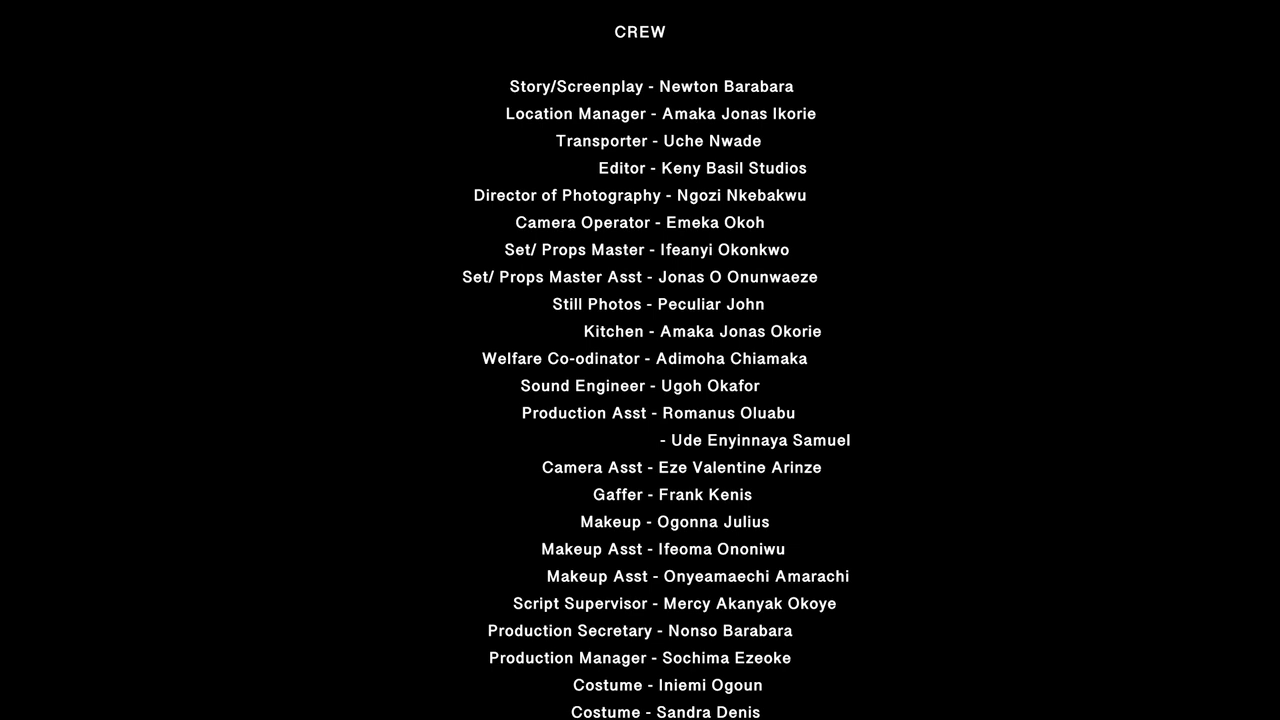 CREW
Story/Screenplay - Newton Barabara
Location Manager - Amaka Jonas Ikorie
Transporter - Uche Nwade
Editor - Keny Basil Studios
Director of Photography - Ngozi Nkebakwu
Camera Operator - Emeka Okoh
Set/ Props Master - Ifeanyi Okonkwo
Set/ Props Master Asst - Jonas O Onunwaeze
Still Photos - Peculiar John
Kitchen - Amaka Jonas Okorie
Welfare Co-odinator - Adimoha Chiamaka
Sound Engineer - Ugoh Okafor
Production Asst - Romanus Oluabu
- Ude Enyinnaya Samuel
Camera Asst - Eze Valentine Arinze
Gaffer - Frank Kenis
Makeup - Ogonna Julius
Makeup Asst - Ifeoma Ononiwu
Makeup Asst - Onyeamaechi Amarachi
Script Supervisor - Mercy Akanyak Okoye
Production Secretary - Nonso Barabara
Production Manager - Sochima Ezeoke
Costume - Iniemi Ogoun
Costume - Sandra Denis